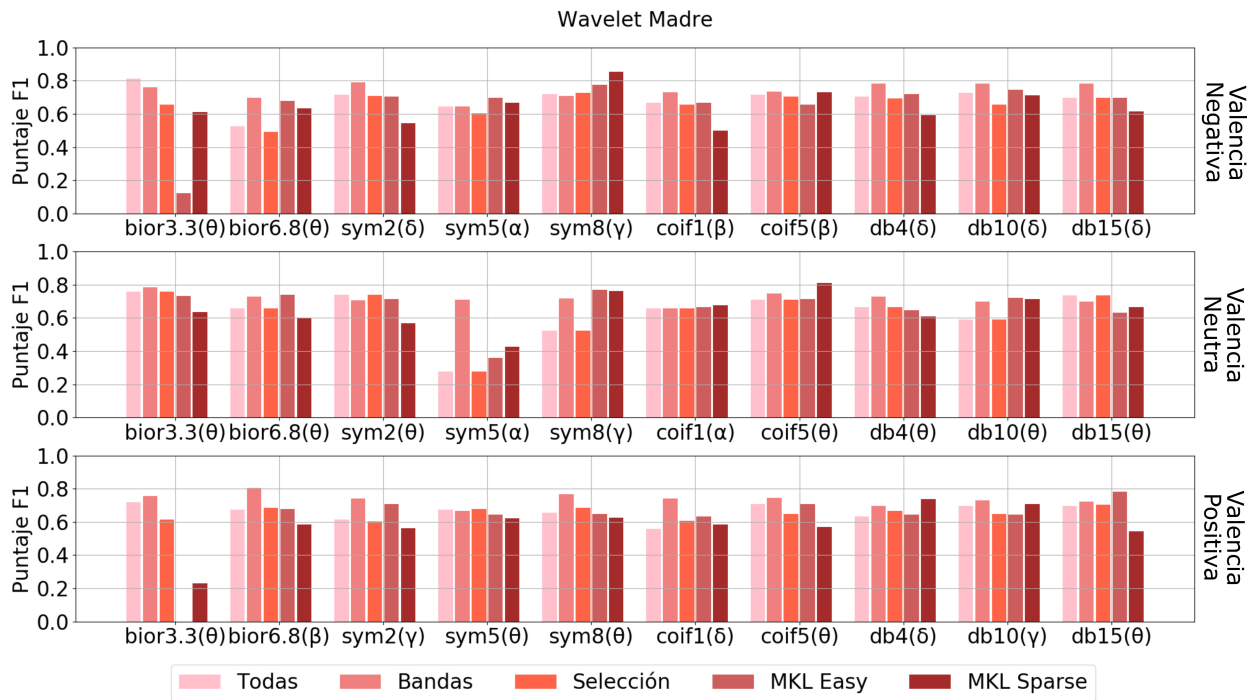 Wavelet Madre
1.0
0.8
0.6
0.4
0.2
0.0
Puntaje F1
Valencia
Negativa
bior3.3(θ) bior6.8(θ) sym2(δ) sym5(α) sym8(γ) coif1(β) coif5(β) db4(δ) db10(δ) db15(δ)
1.0
0.8
0.6
0.4
0.2
0.0
Puntaje F1
Valencia
Neutra
bior3.3(θ) bior6.8(θ) sym2(θ) sym5(α) sym8(γ) coif1(α) coif5(θ) db4(θ) db10(θ) db15(θ)
1.0
0.8
0.6
0.4
0.2
0.0
Puntaje F1
Valencia
Positiva
bior3.3(θ) bior6.8(β) sym2(γ) sym5(θ) sym8(θ) coif1(δ) coif5(θ) db4(δ) db10(γ) db15(θ)
Todas Bandas Selección MKL Easy MKL Sparse